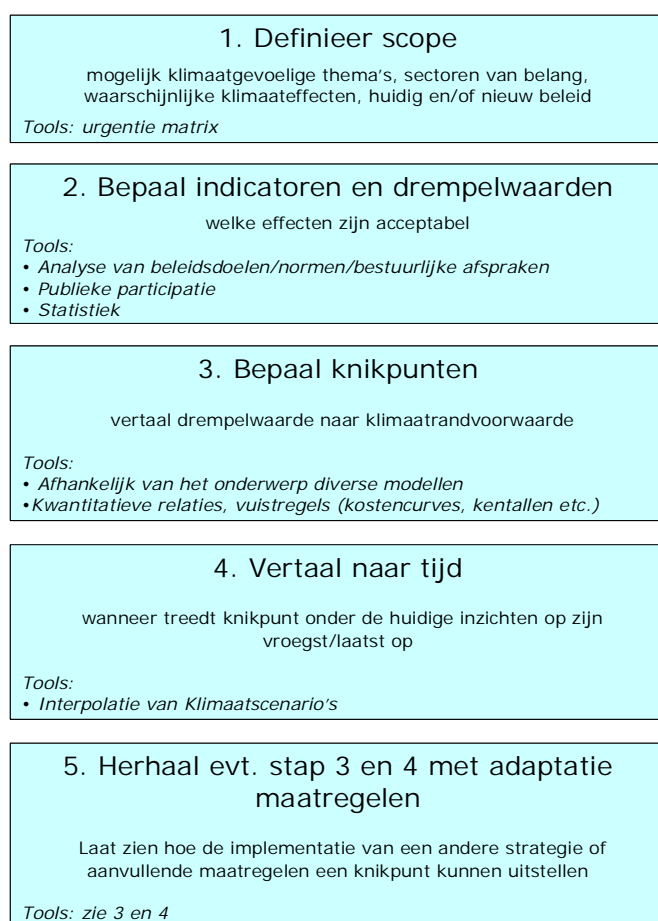 1. Definieer scope
mogelijk klimaatgevoelige thema's, sectoren van belang,
waarschijnlijke klimaateffecten, huidig en/of nieuw beleid
Tools: urgentie matrix
2. Bepaal indicatoren en drempelwaarden
welke effecten zijn acceptabel
Tools:
• Analyse van beleidsdoelen/normen/bestuurlijke afspraken
• Publieke participatie
• Statistiek
3. Bepaal knikpunten
vertaal drempelwaarde naar klimaatrandvoorwaarde
Tools:
• Afhankelijk van het onderwerp diverse modellen
•Kwantitatieve relaties, vuistregels (kostencurves, kentallen etc.)
4. Vertaal naar tijd
wanneer treedt knikpunt onder de huidige inzichten op zijn
vroegst/laatst op
Tools:
• Interpolatie van Klimaatscenario's
5. Herhaal evt. stap 3 en 4 met adaptatie
maatregelen
Laat zien hoe de implementatie van een andere strategie of
aanvullende maatregelen een knikpunt kunnen uitstellen
Tools: zie 3 en 4